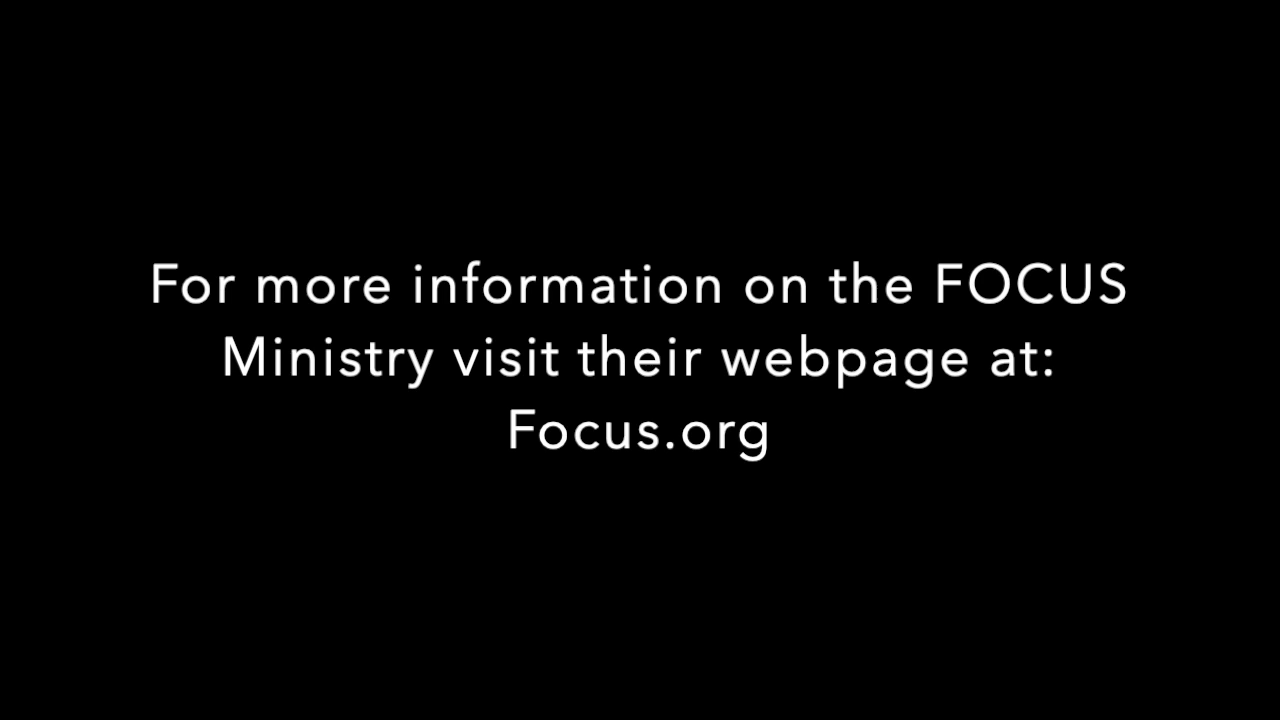 For more information on the FOCUS
Ministry visit their webpage at:
Focus.org